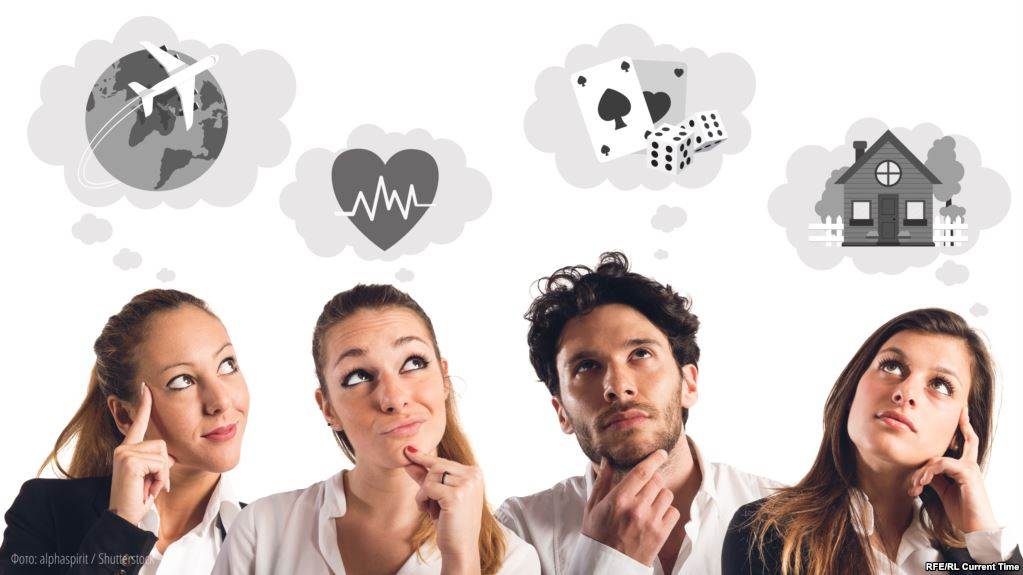 Фото: alphaspirit / Shutterstock
RFE/RL Current Time